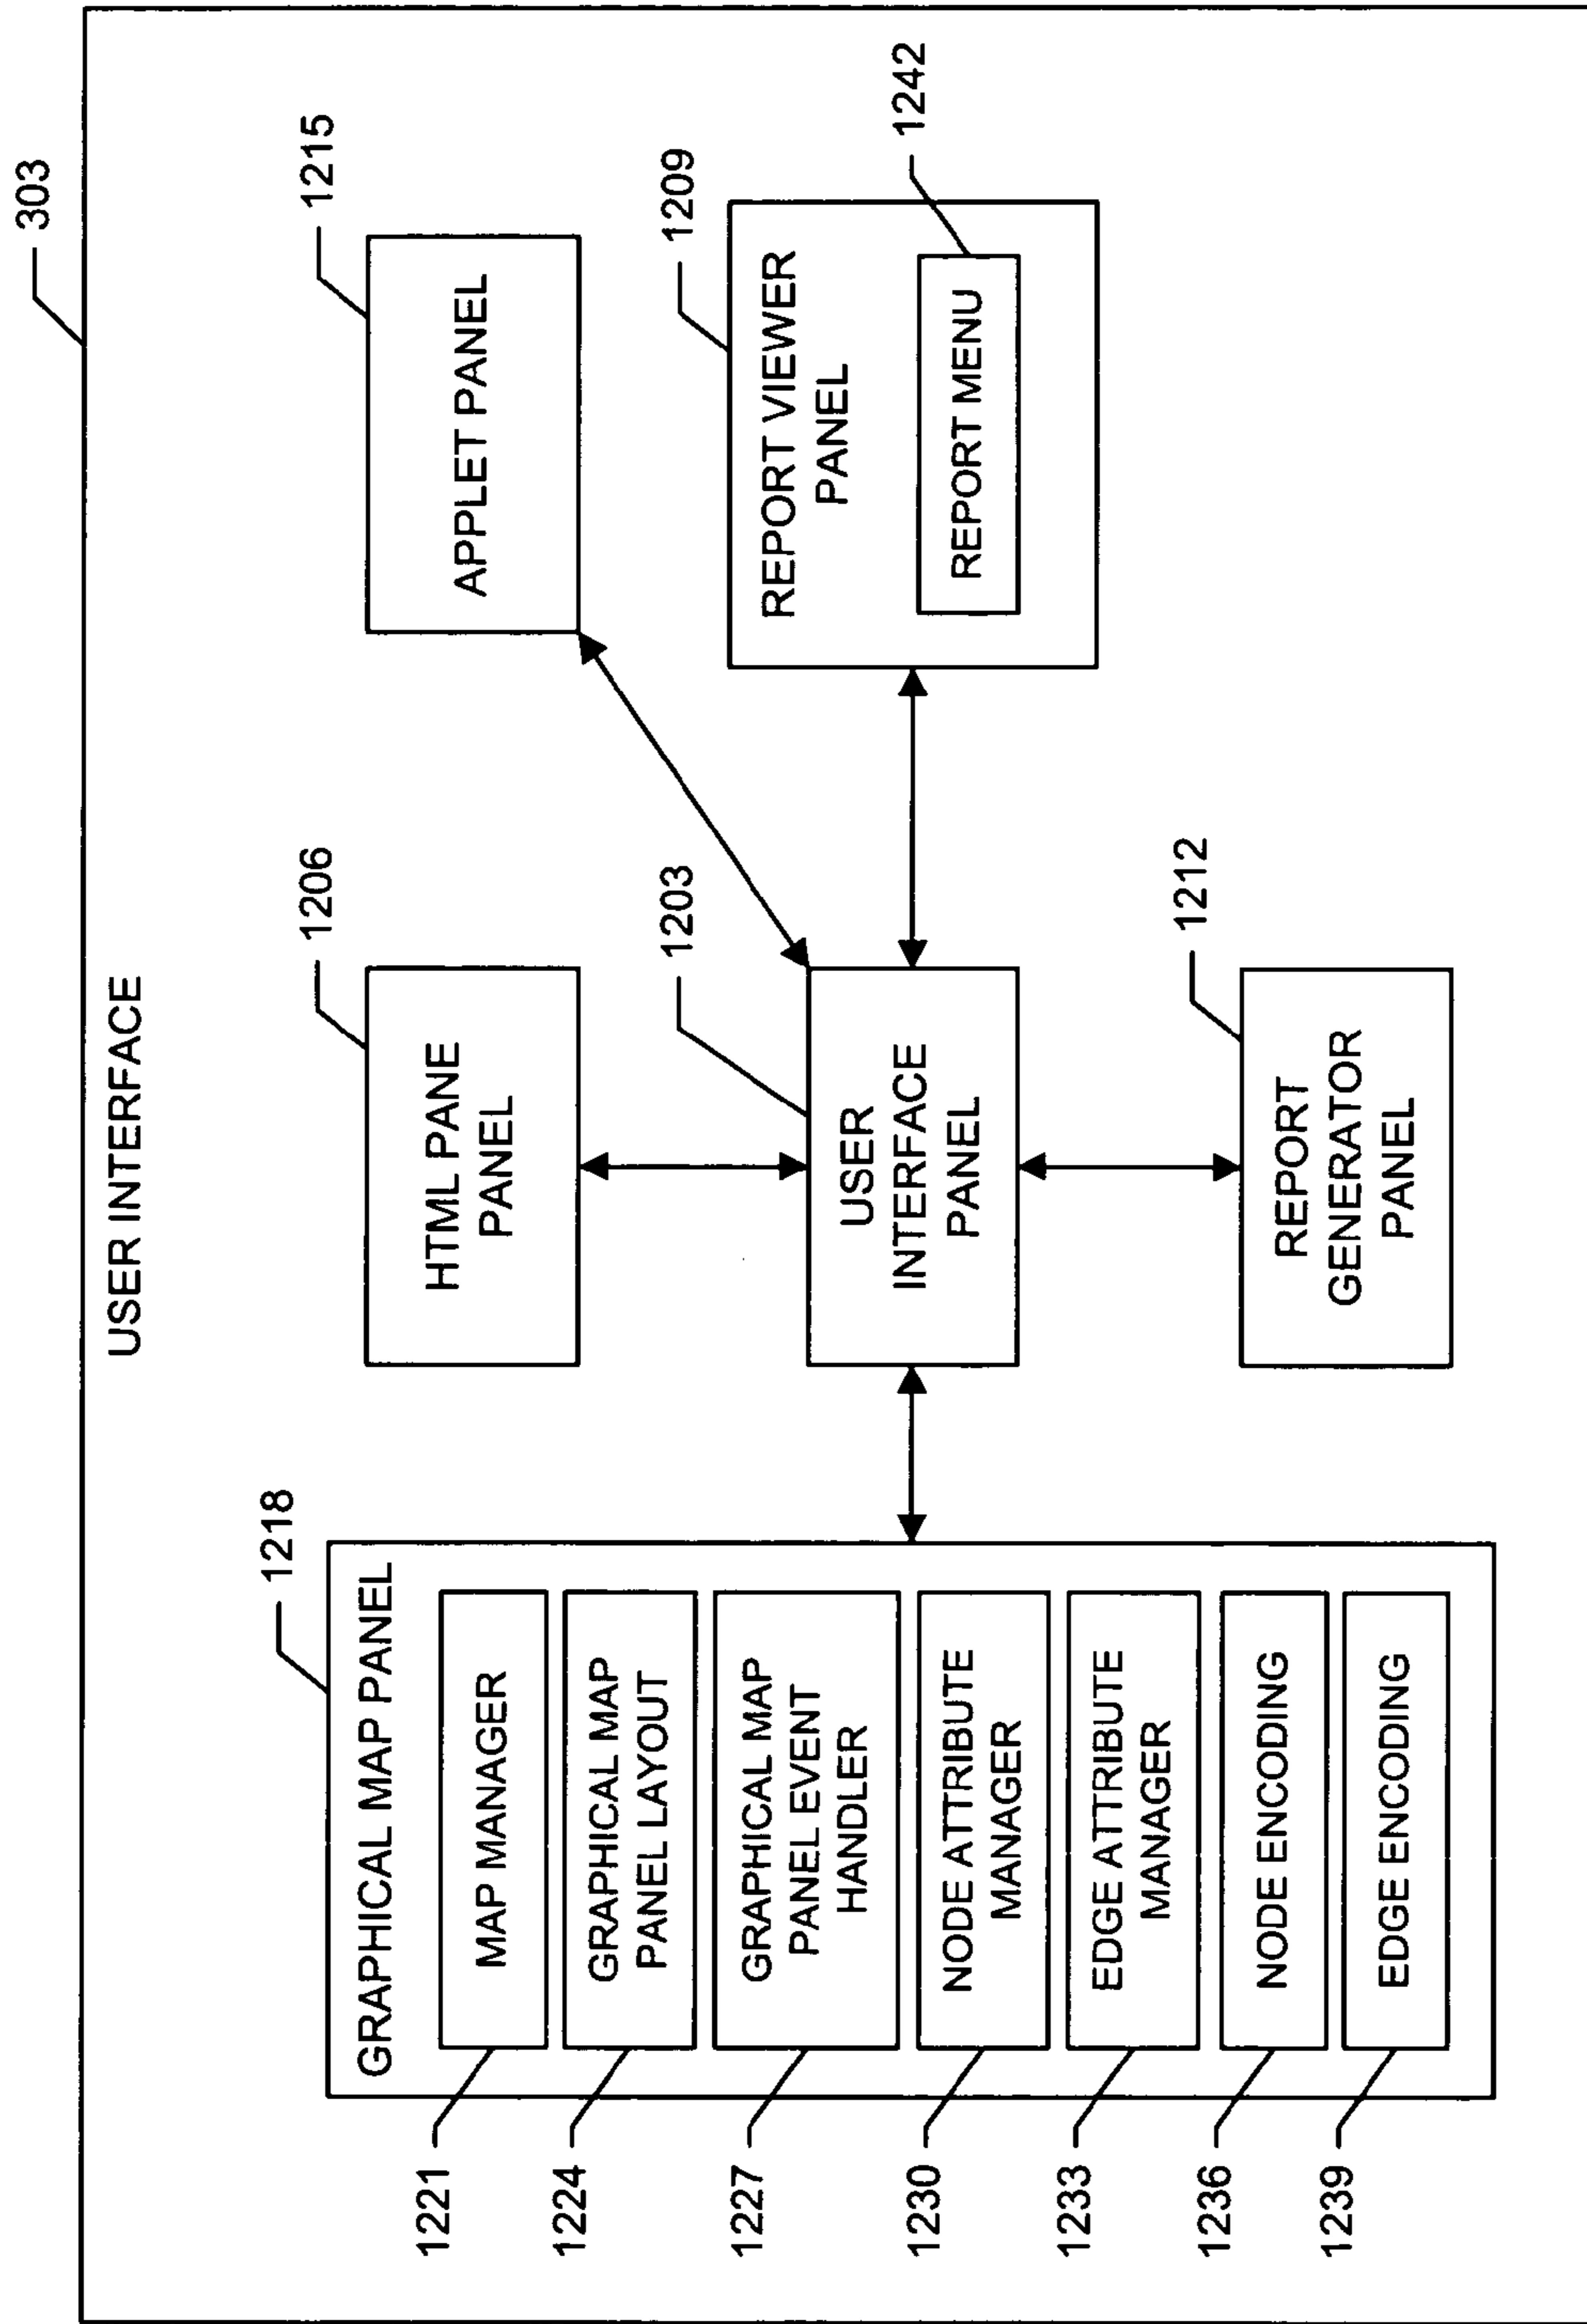 303
USER INTERFACE
1218
GRAPHICAL MAP PANEL
1221
MAP MANAGER
1224
GRAPHICAL MAP
PANEL LAYOUT
1227
GRAPHICAL MAP
PANEL EVENT
HANDLER
1230
NODE ATTRIBUTE
MANAGER
1233
EDGE ATTRIBUTE
MANAGER
1236
NODE ENCODING
1239
EDGE ENCODING
1206
HTML PANE
PANEL
1203
USER
INTERFACE
PANEL
1212
REPORT
GENERATOR
PANEL
1215
APPLET PANEL
1209
REPORT VIEWER
PANEL
1242
REPORT MENU